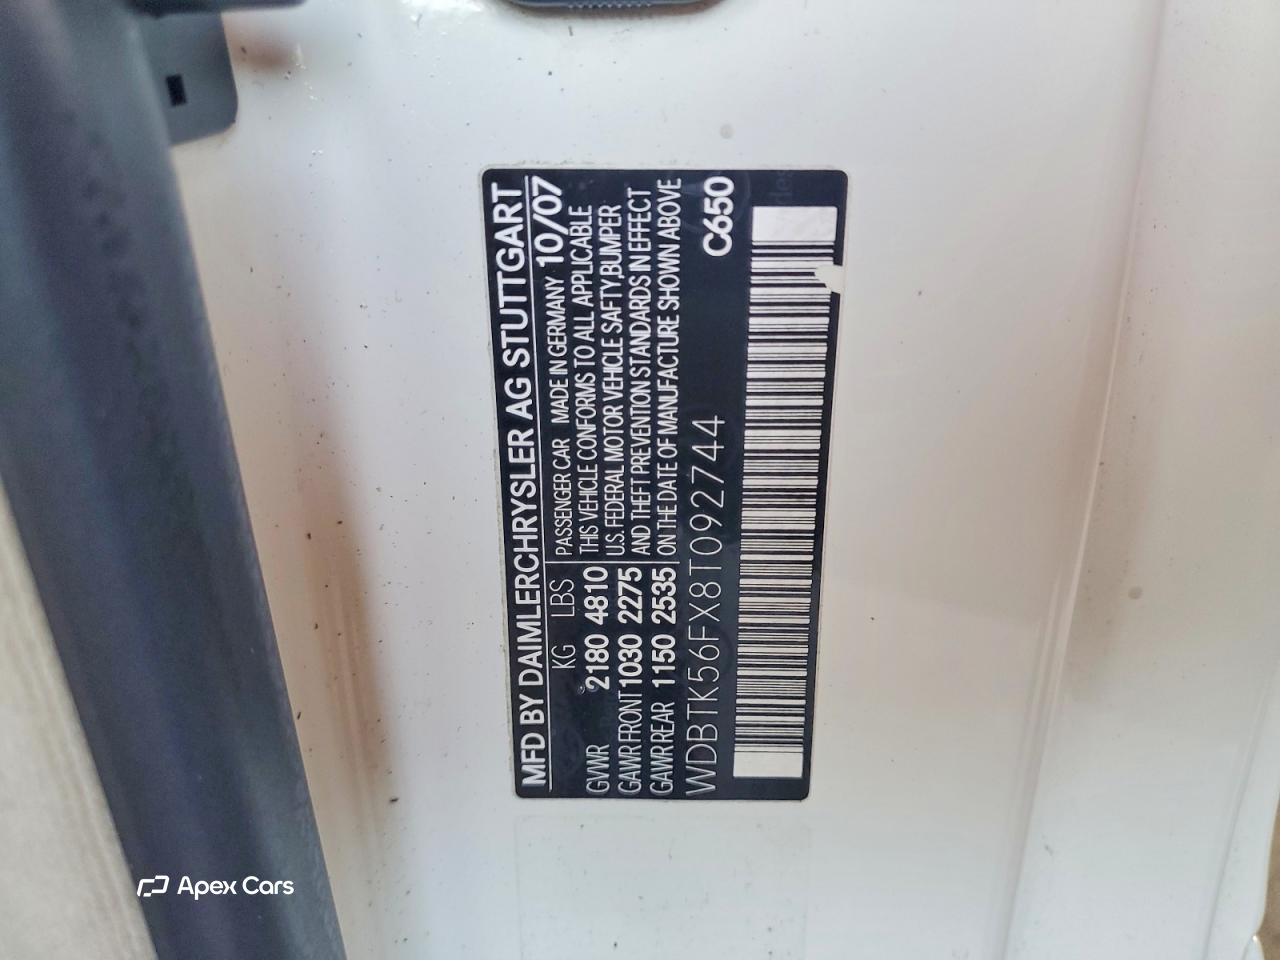 MFD BY DAIMLERCHRYSLER AG STUTTGART
KG LBS PASSENGER CAR MADE IN GERMANY 10/07
GVWR 2180 4810 THIS VEHICLE CONFORMS TO ALL APPLICABLE
U.S. FEDERAL MOTOR VEHICLE SAFTY,BUMPER
GAWR FRONT 1030 2275 AND THEFT PREVENTION STANDARDS IN EFFECT
GAWR REAR 1150 2535 ON THE DATE OF MANUFACTURE SHOWN ABOVE
WDBTK56FX8T092744 C650
Apex Cars